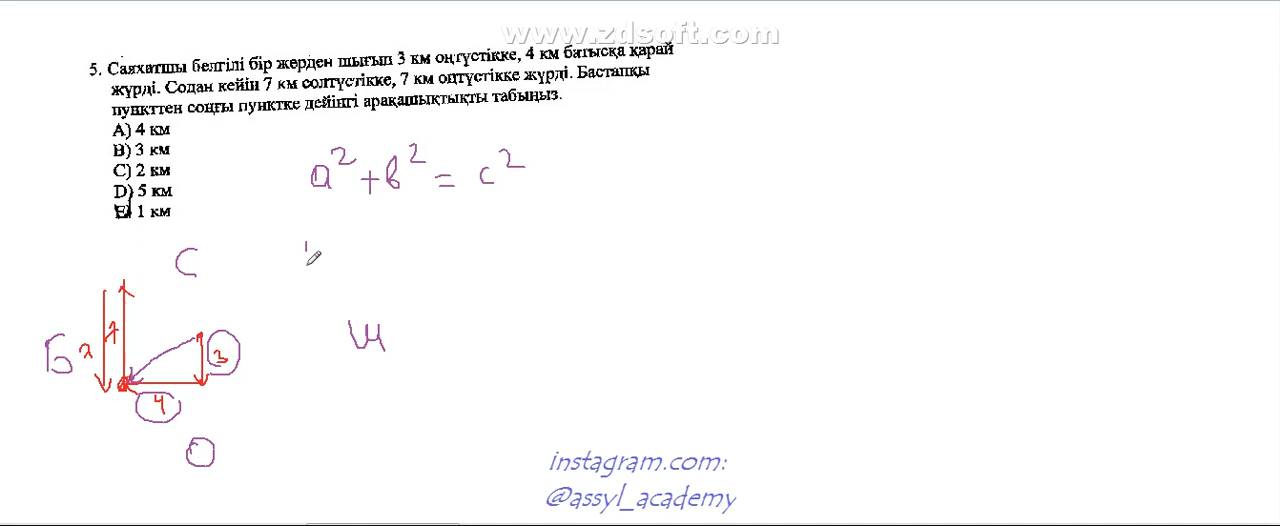 www.zdsoft.com
5. Саяхатшы белгілі бір жерден шығып 3 км оңтүстікке, 4 км батысқа қарай
жүрді. Содан кейін 7 км солтүстікке, 7 км оңтүстікке жүрді. Бастапқы
пункттен соңғы пунктке дейінгі арақашықтықты табыңыз.
A) 4 км
B) 3 км
C) 2 км
D) 5 км
E) 1 км
a² + b² = c²
С
Б 7 7 3 Ш
4
О
instagram.com:
@assyl_academy